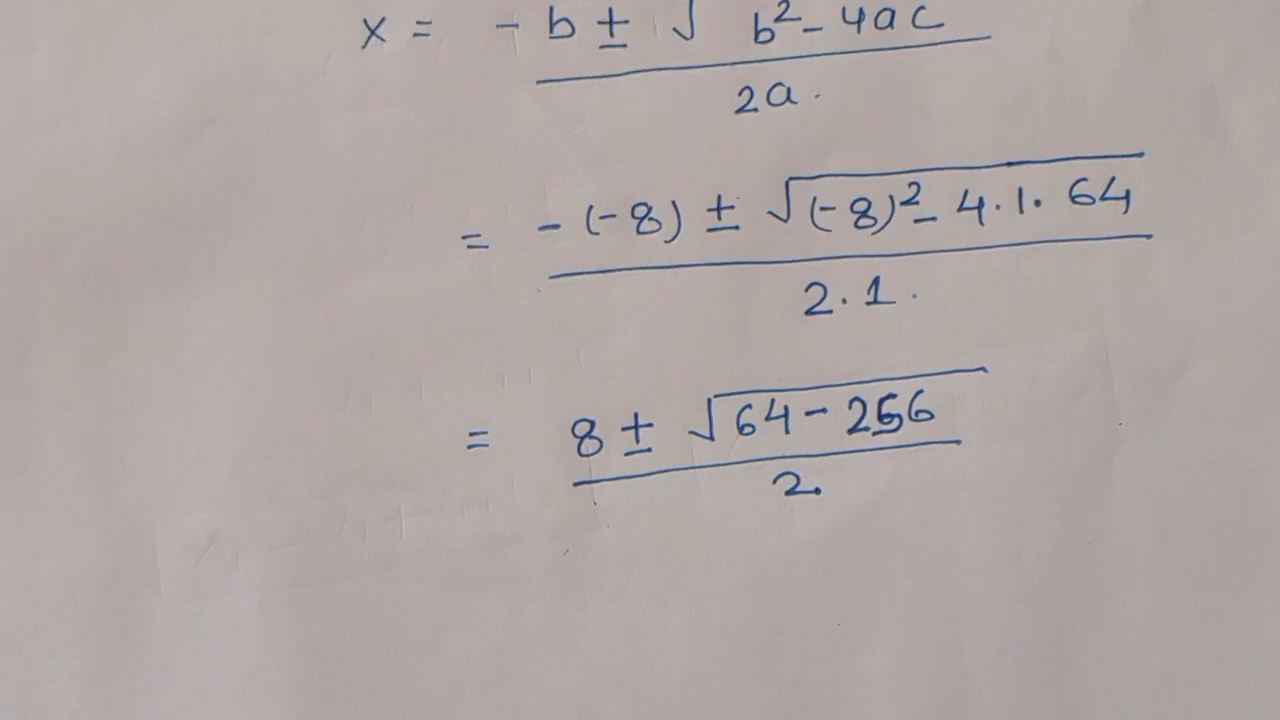 x = - b ± √ b² - 4ac
2a.
= - (-8) ± √(-8)² - 4.1. 64
2.1.
= 8 ± √64 - 256
2.